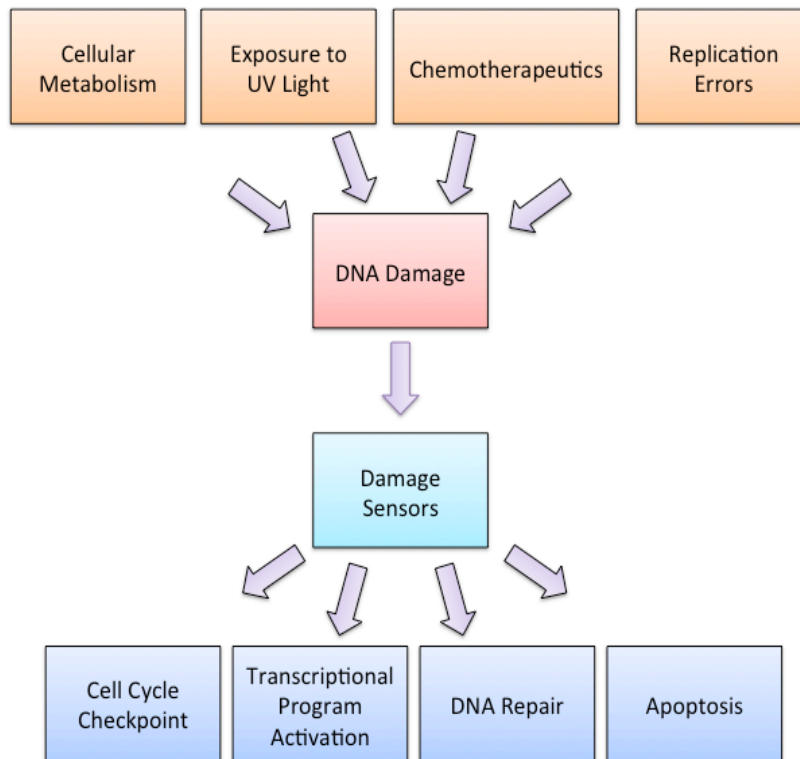 Cellular
Metabolism
Exposure to
UV Light
Chemotherapeutics
Replication
Errors
DNA Damage
Damage
Sensors
Cell Cycle
Checkpoint
Transcriptional
Program
Activation
DNA Repair
Apoptosis